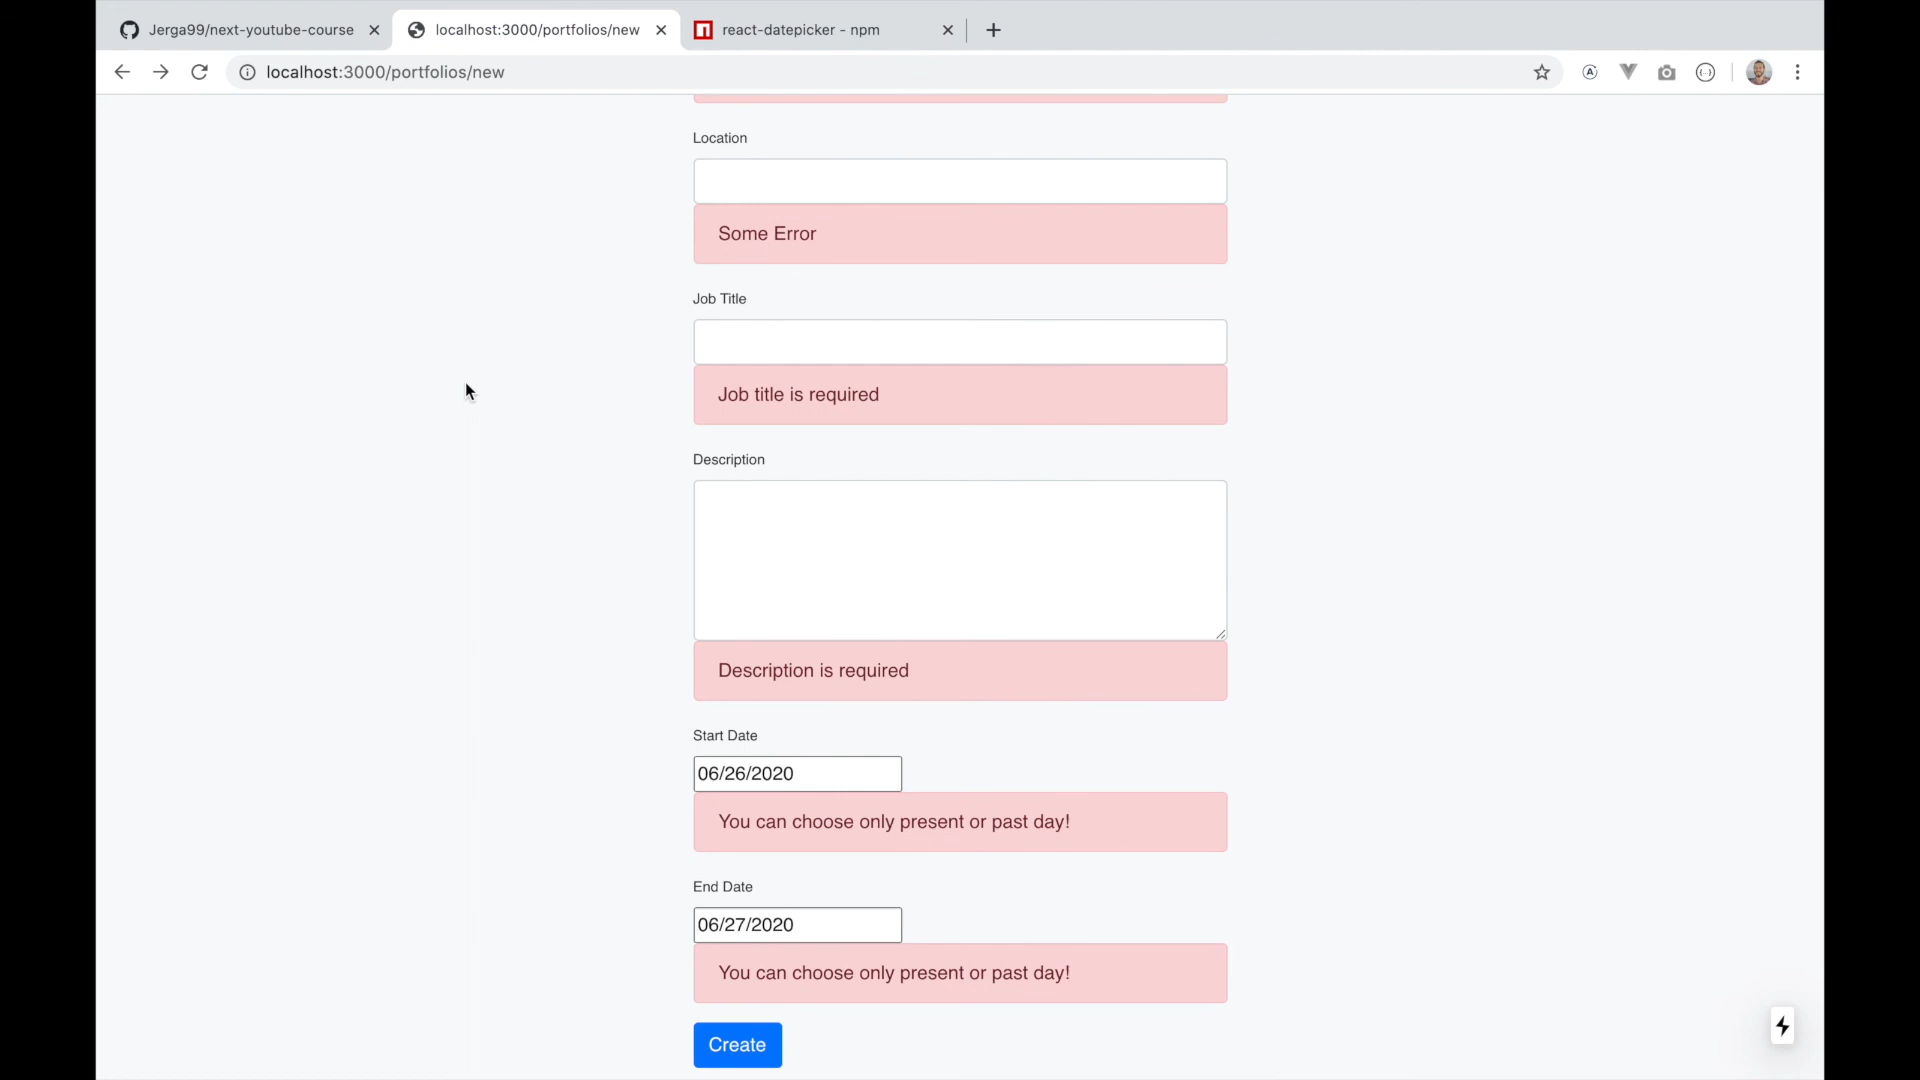 Jerga99/next-youtube-course
localhost:3000/portfolios/new
react-datepicker - npm
localhost:3000/portfolios/new
Location
Some Error
Job Title
Job title is required
Description
Description is required
Start Date
06/26/2020
You can choose only present or past day!
End Date
06/27/2020
You can choose only present or past day!
Create